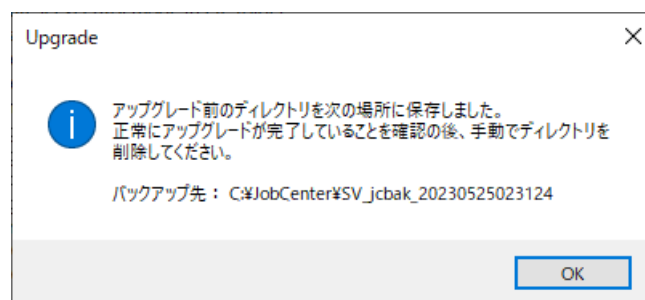 Upgrade
アップグレード前のディレクトリを次の場所に保存しました。
正常にアップグレードが完了していることを確認の後、手動でディレクトリを
削除してください。
バックアップ先： C:¥JobCenter¥SV_jcbak_20230525023124
OK